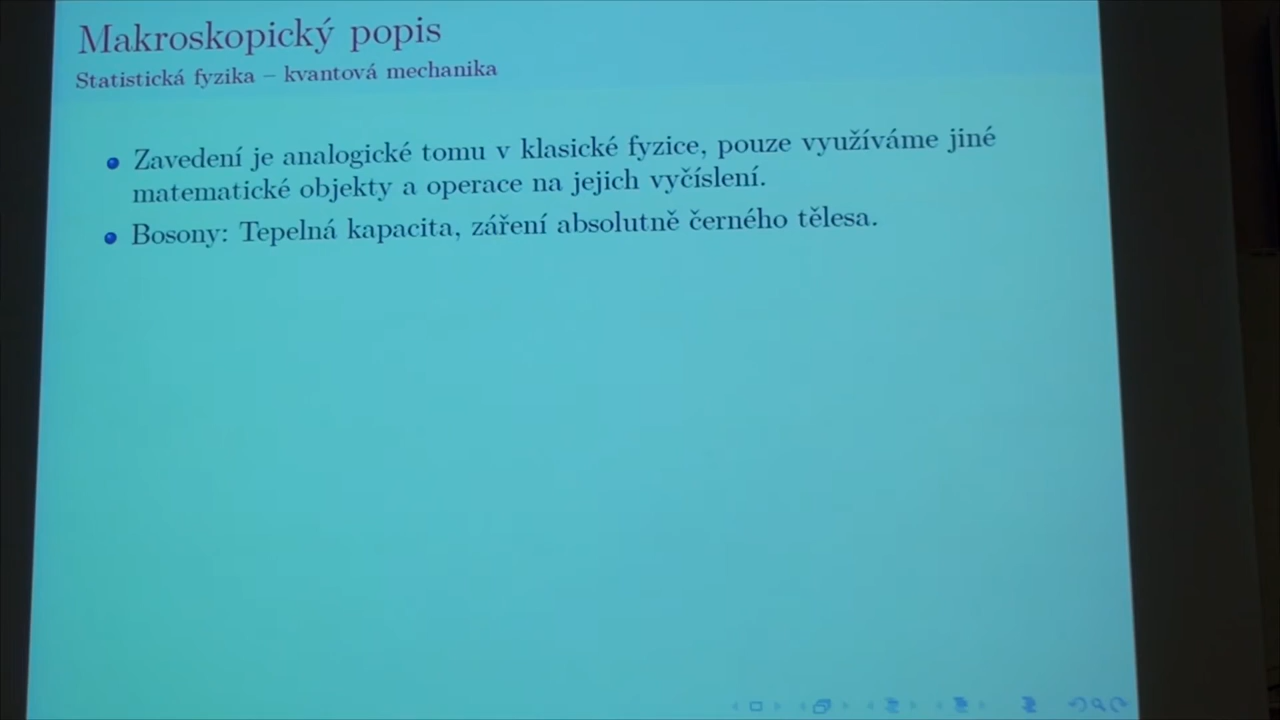 Makroskopický popis
Statistická fyzika – kvantová mechanika
Zavedení je analogické tomu v klasické fyzice, pouze využíváme jiné
matematické objekty a operace na jejich vyčíslení.
Bosony: Tepelná kapacita, záření absolutně černého tělesa.